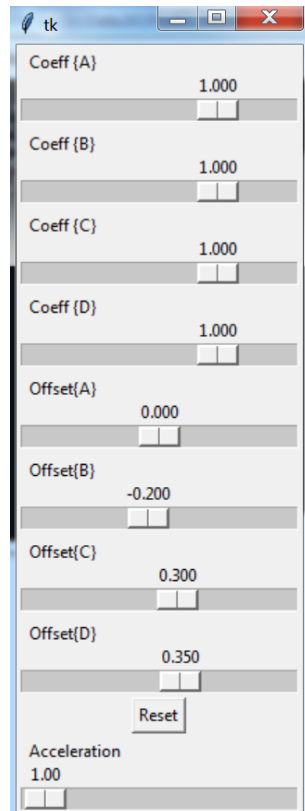 tk
Coeff {A}
1.000
Coeff {B}
1.000
Coeff {C}
1.000
Coeff {D}
1.000
Offset{A}
0.000
Offset{B}
-0.200
Offset{C}
0.300
Offset{D}
0.350
Reset
Acceleration
1.00